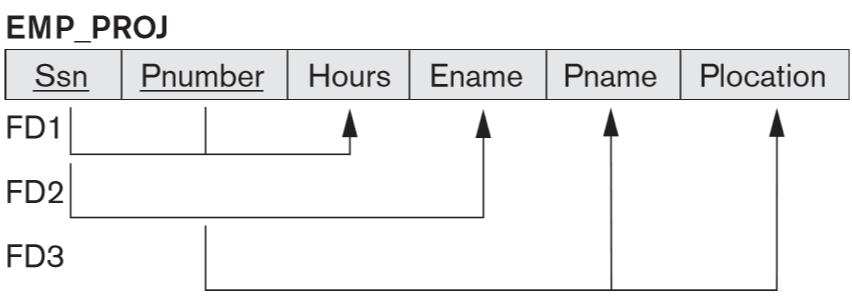 EMP_PROJ
Ssn Pnumber Hours Ename Pname Plocation
FD1
FD2
FD3